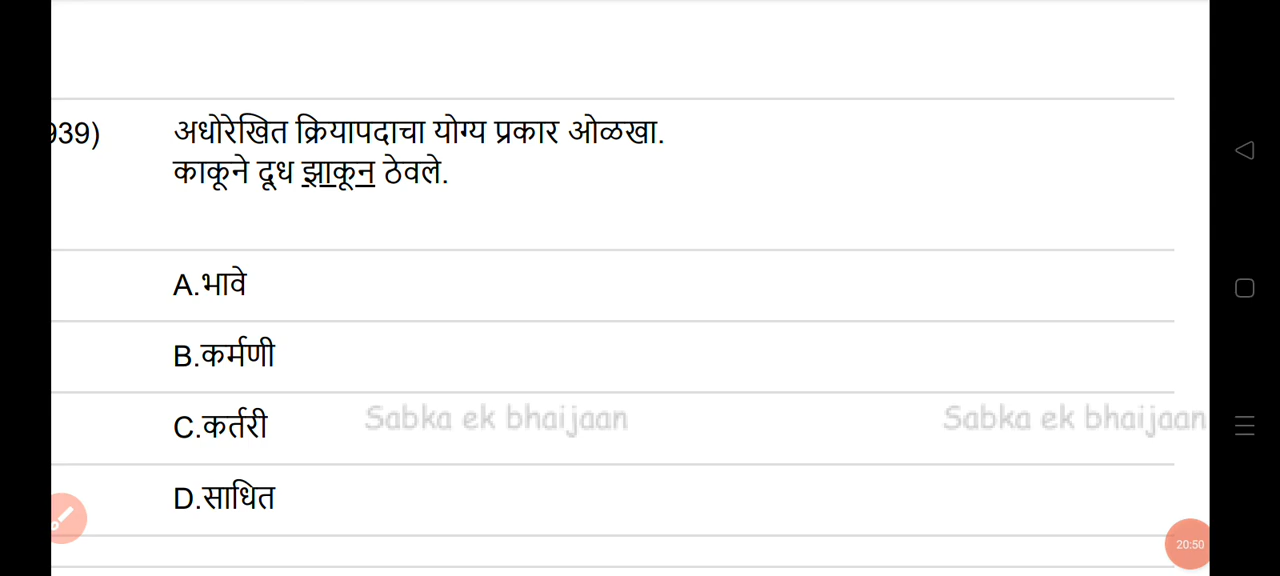 939) अधोरेखित क्रियापदाचा योग्य प्रकार ओळखा.
काकूने दूध झाकून ठेवले.
A.भावे
B.कर्मणी
C.कर्तरी
Sabka ek bhaijaan Sabka ek bhaijaan
D.साधित
20:50